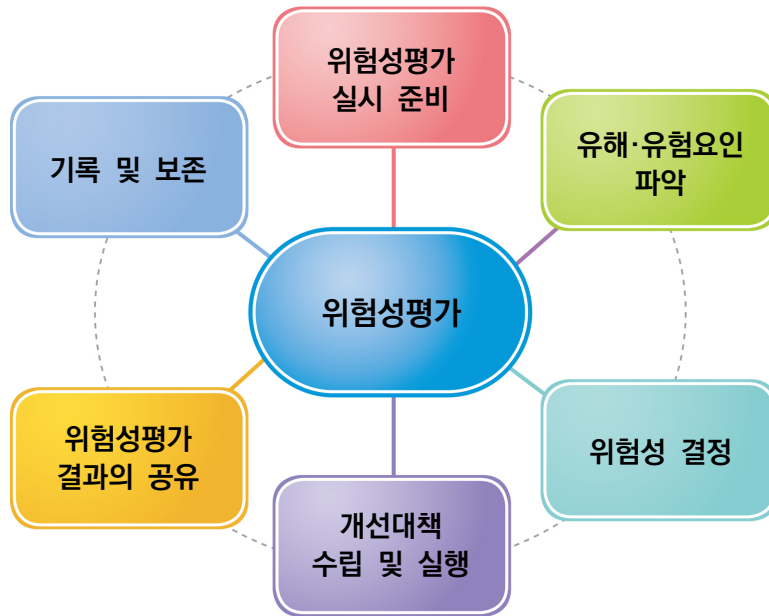 위험성평가
실시 준비
유해·유험요인
파악
위험성 결정
개선대책
수립 및 실행
위험성평가
결과의 공유
기록 및 보존
위험성평가